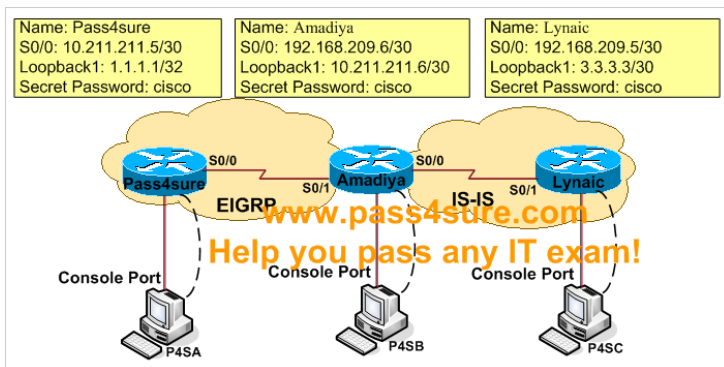 Name: Pass4sure
S0/0: 10.211.211.5/30
Loopback1: 1.1.1.1/32
Secret Password: cisco
Name: Amadiya
S0/0: 192.168.209.6/30
Loopback1: 10.211.211.6/30
Secret Password: cisco
Name: Lynaic
S0/0: 192.168.209.5/30
Loopback1: 3.3.3.3/30
Secret Password: cisco
S0/0
S0/0
Pass4sure
Amadiya
Lynaic
S0/1
S0/1
EIGRP
IS-IS
www.pass4sure.com
Help you pass any IT exam!
Console Port
Console Port
Console Port
P4SA
P4SB
P4SC